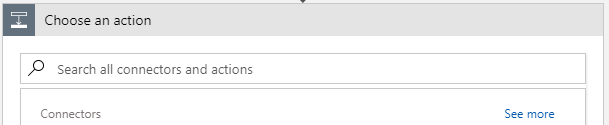 Choose an action
Search all connectors and actions
Connectors See more